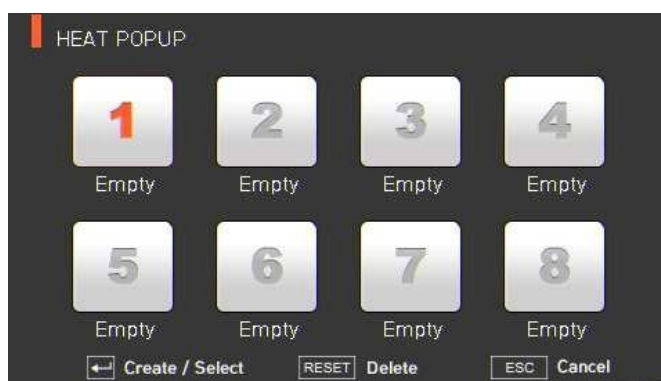 HEAT POPUP
1 2 3 4
Empty Empty Empty Empty
5 6 7 8
Empty Empty Empty Empty
Create / Select RESET Delete ESC Cancel